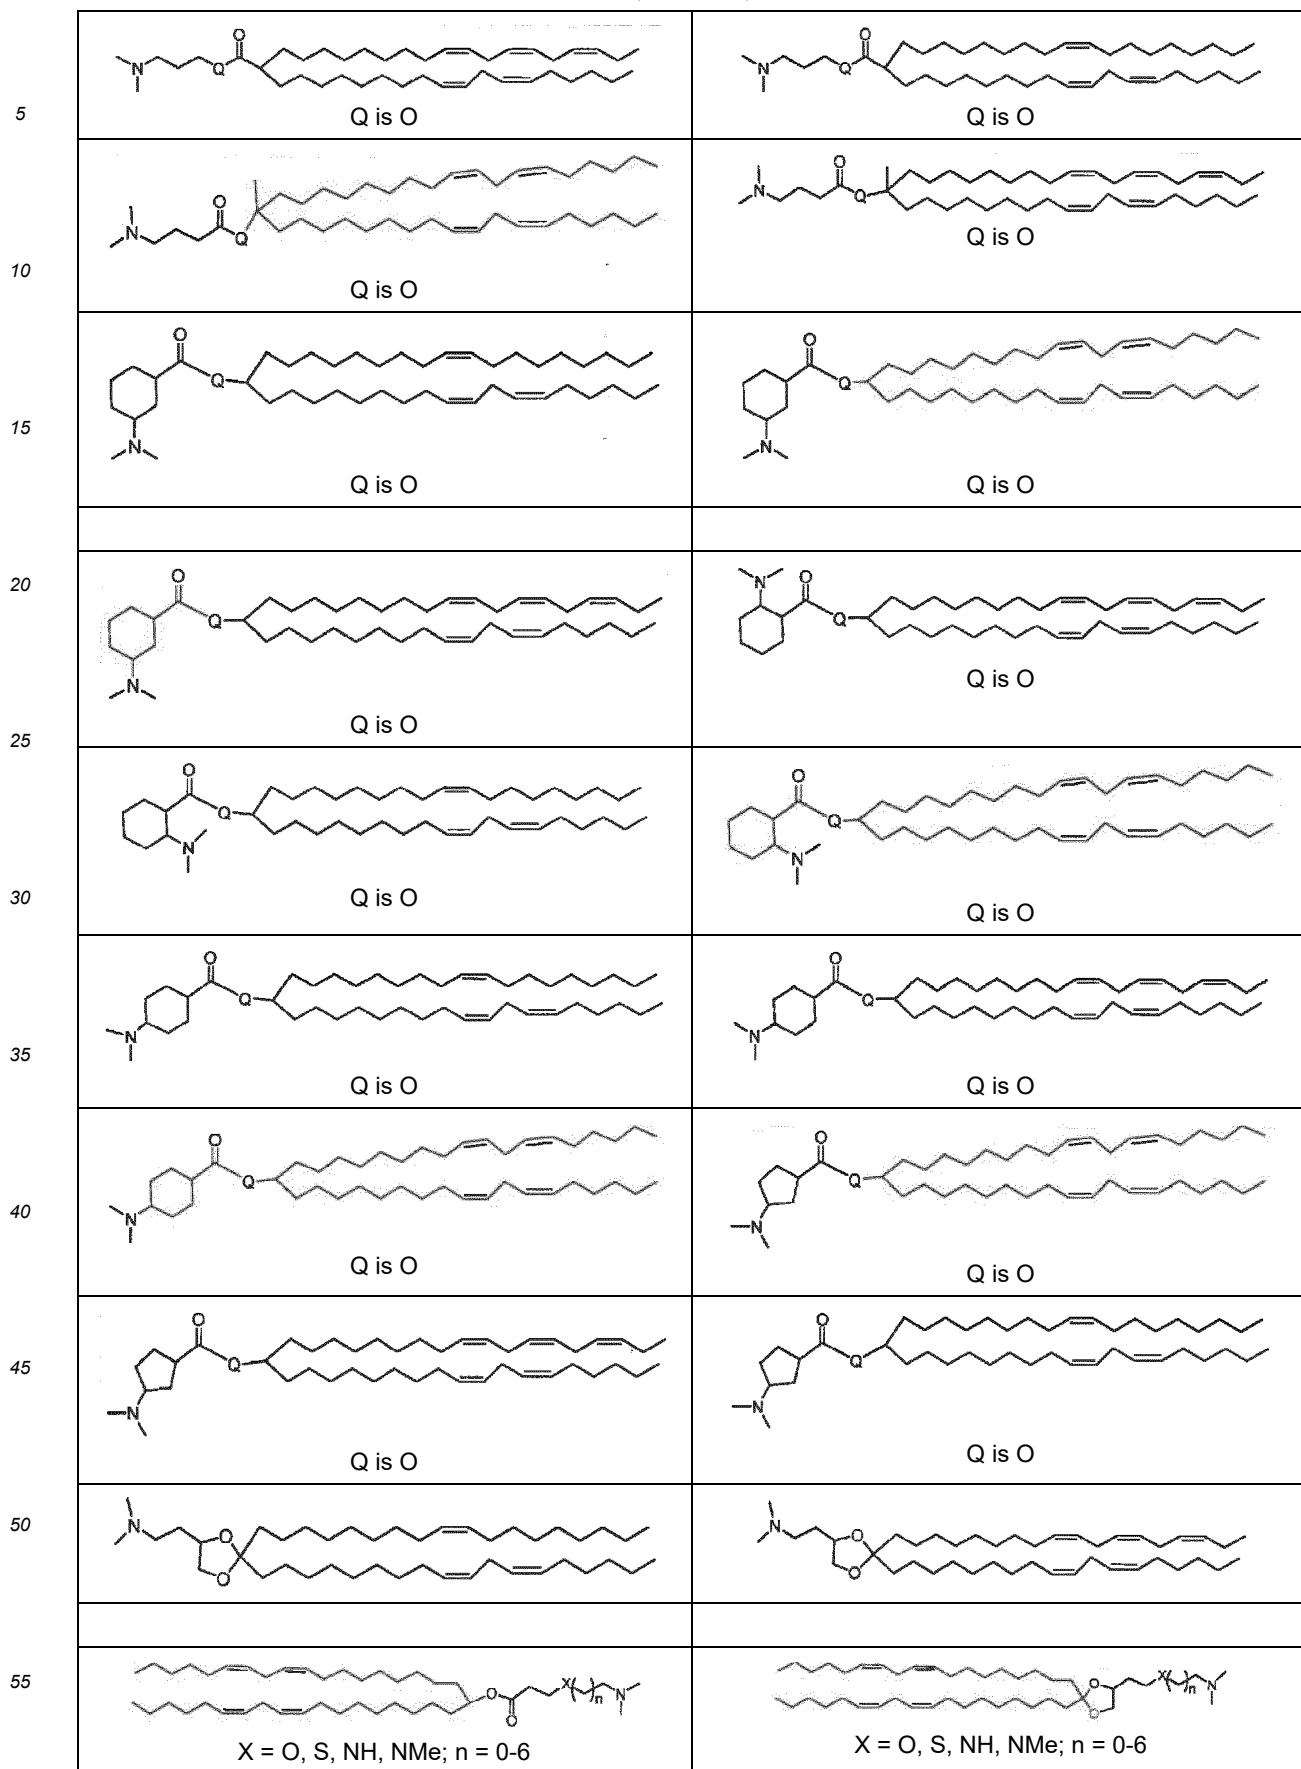 O
N Q
Q is O
O
N Q
Q is O
5
O
N Q
Q is O
O
N Q
Q is O
10
O
Q
N
Q is O
O
Q
N
Q is O
15
20
O
Q
N
Q is O
N O
Q
Q is O
25
O
Q
N
Q is O
O
Q
N
Q is O
30
O
Q
N
Q is O
O
Q
N
Q is O
35
O
Q
N
Q is O
O
Q
N
Q is O
40
O
Q
N
Q is O
O
Q
N
Q is O
45
N O
O
N O
O
50
55
O X ( ) n N
O
X = O, S, NH, NMe; n = 0-6
O X ( ) n N
O
X = O, S, NH, NMe; n = 0-6